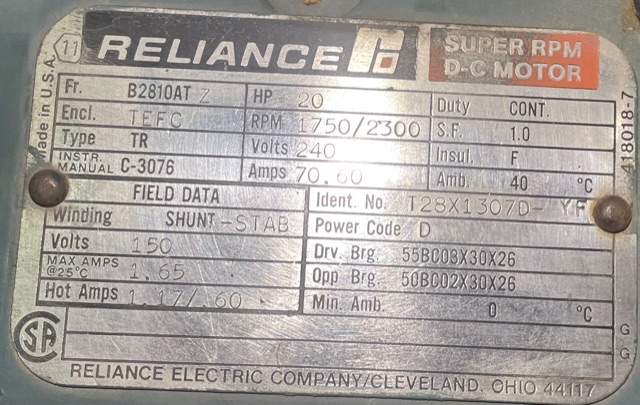 11 RELIANCE SUPER RPM
D-C MOTOR
Made in U.S.A.
Fr. B2810AT Z HP 20 Duty CONT.
Encl. TEFC RPM 1750/2300 S.F. 1.0
Type TR Volts 240 Insul. F
INSTR. MANUAL C-3076 Amps 70.60 Amb. 40 °C
FIELD DATA Ident. No. T28X1307D- YF
Winding SHUNT-STAB Power Code D
Volts 150 Drv. Brg. 55BC03X30X26
MAX AMPS @25°C 1.65 Opp Brg. 50BC02X30X26
Hot Amps 1.17/.60 Min. Amb. 0 °C
418018-7
SA
G
G
RELIANCE ELECTRIC COMPANY/CLEVELAND, OHIO 44117